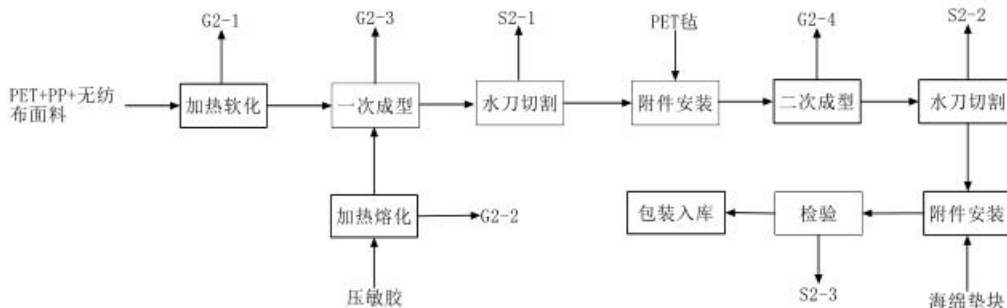 G2-1
G2-3
S2-1
PET毡
G2-4
S2-2
PET+PP+无纺
布面料
加热软化
一次成型
水刀切割
附件安装
二次成型
水刀切割
加热熔化
G2-2
包装入库
检验
附件安装
压敏胶
S2-3
海绵垫块